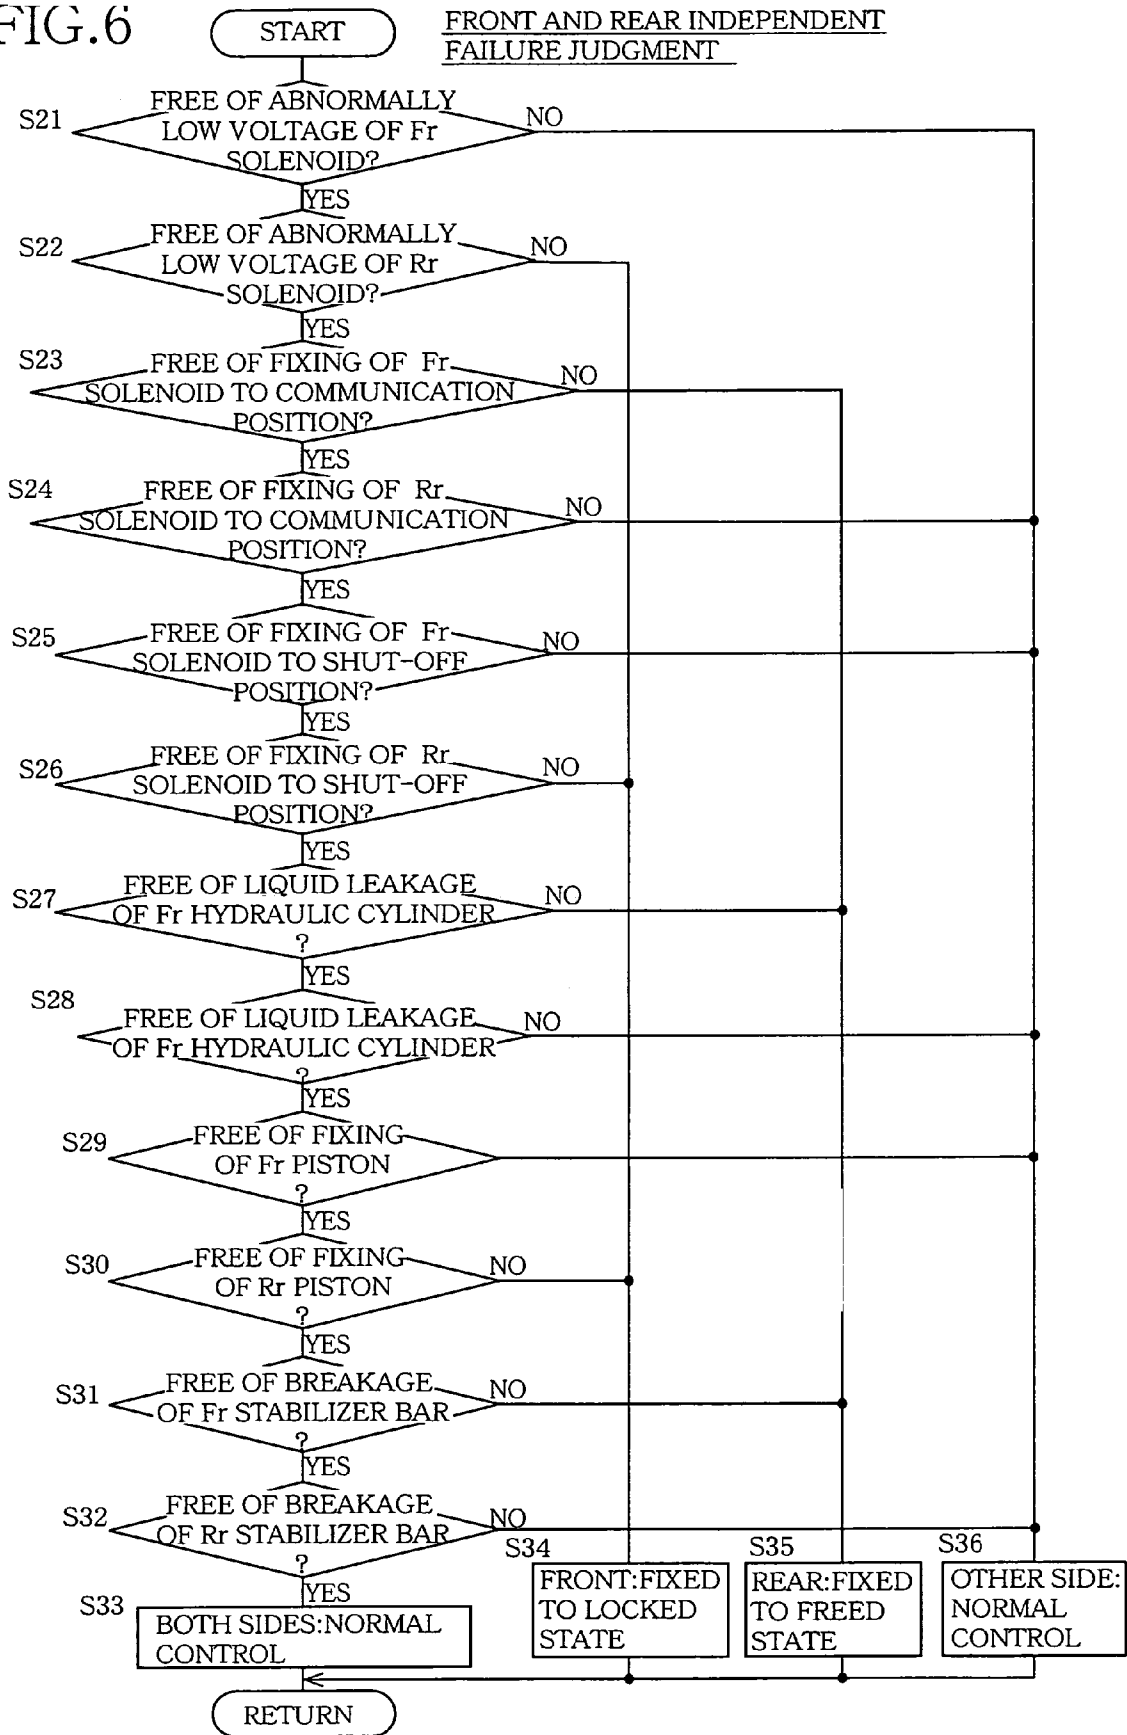 FIG.6
START
FRONT AND REAR INDEPENDENT
FAILURE JUDGMENT
S21
FREE OF ABNORMALLY
LOW VOLTAGE OF Fr
SOLENOID?
NO
YES
S22
FREE OF ABNORMALLY
LOW VOLTAGE OF Rr
SOLENOID?
NO
YES
S23
FREE OF FIXING OF Fr
SOLENOID TO COMMUNICATION
POSITION?
NO
YES
S24
FREE OF FIXING OF Rr
SOLENOID TO COMMUNICATION
POSITION?
NO
YES
S25
FREE OF FIXING OF Fr
SOLENOID TO SHUT-OFF
POSITION?
NO
YES
S26
FREE OF FIXING OF Rr
SOLENOID TO SHUT-OFF
POSITION?
NO
YES
S27
FREE OF LIQUID LEAKAGE
OF Fr HYDRAULIC CYLINDER
?
NO
YES
S28
FREE OF LIQUID LEAKAGE
OF Fr HYDRAULIC CYLINDER
?
NO
YES
S29
FREE OF FIXING
OF Fr PISTON
?
YES
S30
FREE OF FIXING
OF Rr PISTON
?
NO
YES
S31
FREE OF BREAKAGE
OF Fr STABILIZER BAR
?
NO
YES
S32
FREE OF BREAKAGE
OF Rr STABILIZER BAR
?
NO
YES
S33
BOTH SIDES:NORMAL
CONTROL
S34
FRONT:FIXED
TO LOCKED
STATE
S35
REAR:FIXED
TO FREED
STATE
S36
OTHER SIDE:
NORMAL
CONTROL
RETURN